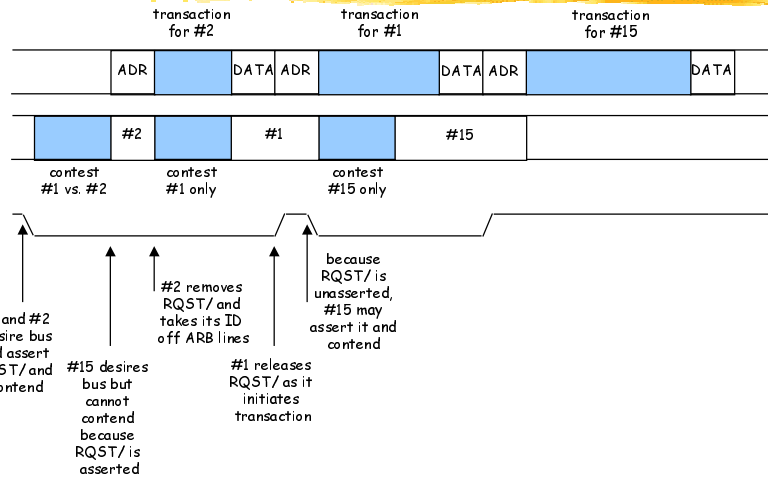 transaction
for #2
transaction
for #1
transaction
for #15
ADR
DATA
ADR
DATA
ADR
DATA
#2
#1
#15
contest
#1 vs. #2
contest
#1 only
contest
#15 only
and #2
sire bus
d assert
ST/ and
ontend
#15 desires
bus but
cannot
contend
because
RQST/ is
asserted
#2 removes
RQST/ and
takes its ID
off ARB lines
#1 releases
RQST/ as it
initiates
transaction
because
RQST/ is
unasserted,
#15 may
assert it and
contend